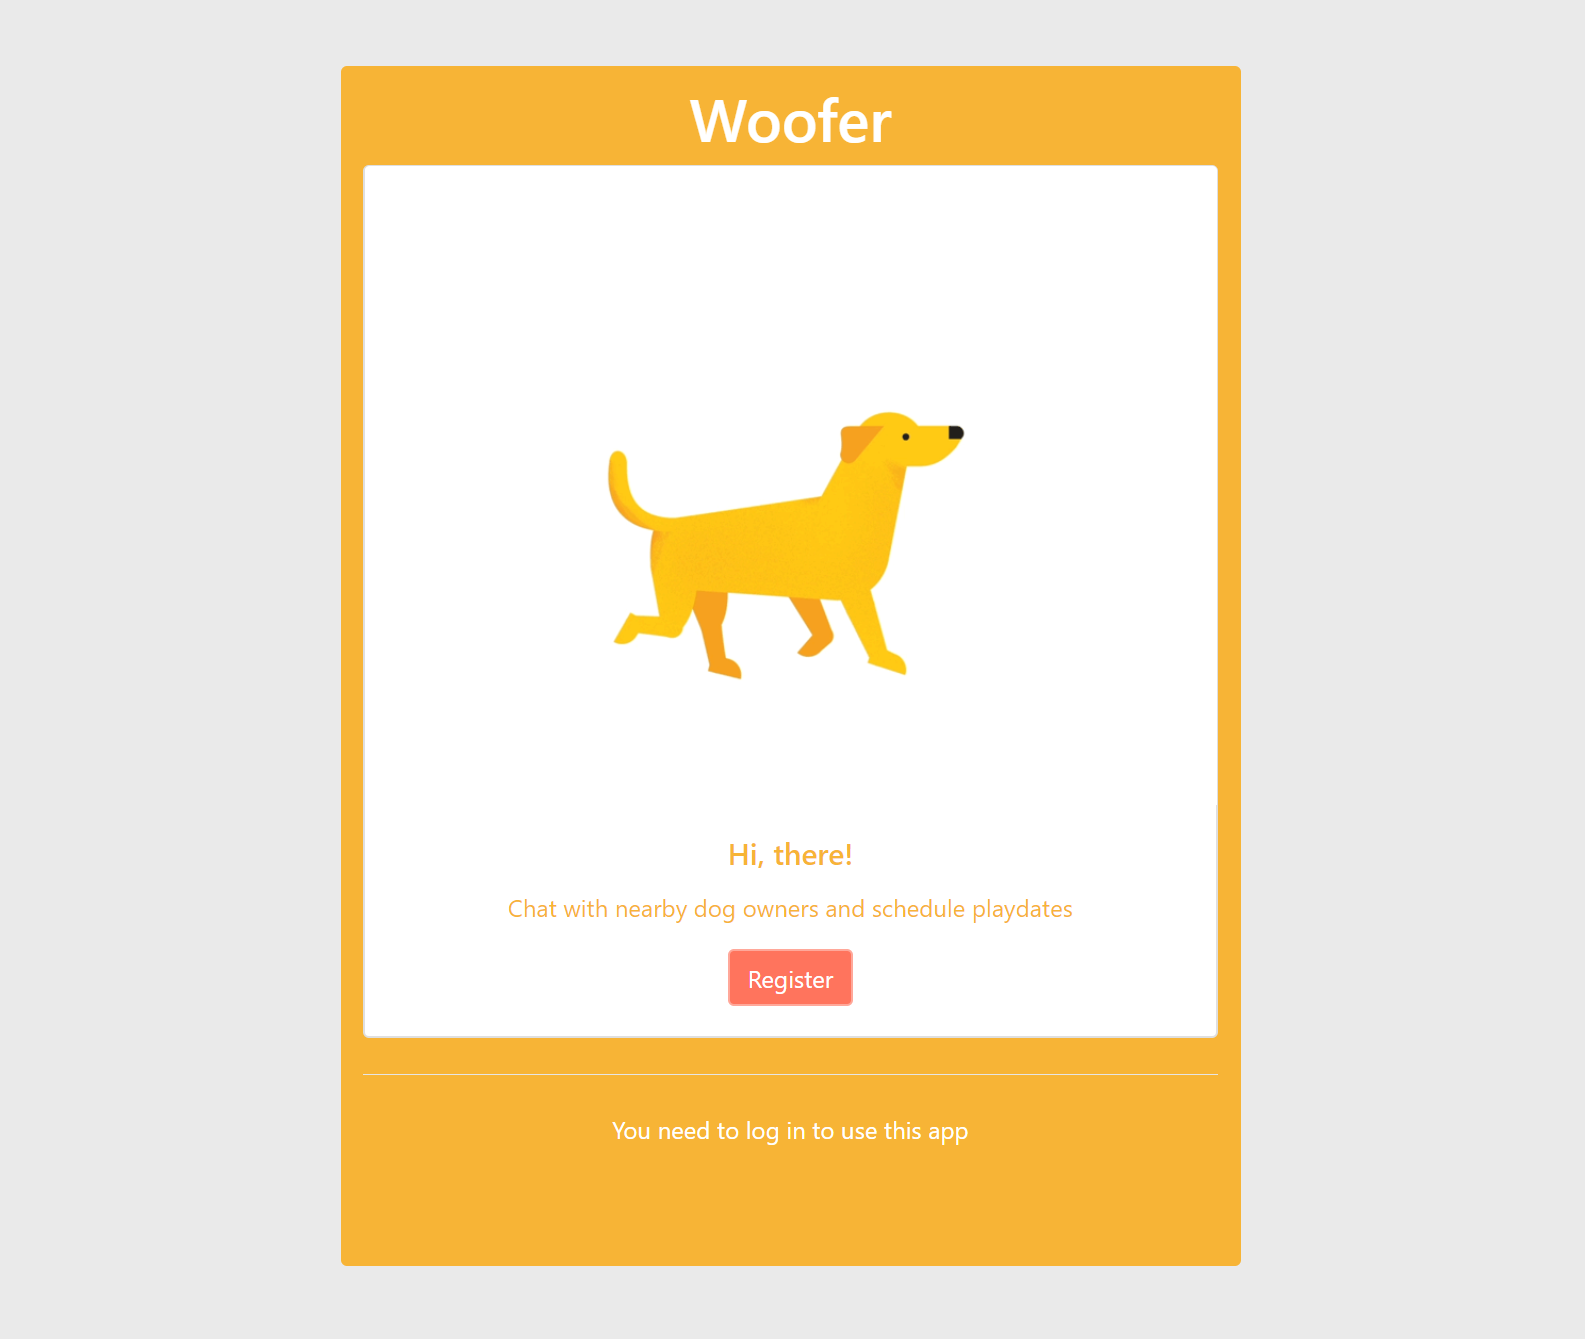 Woofer
Hi, there!
Chat with nearby dog owners and schedule playdates
Register
You need to log in to use this app